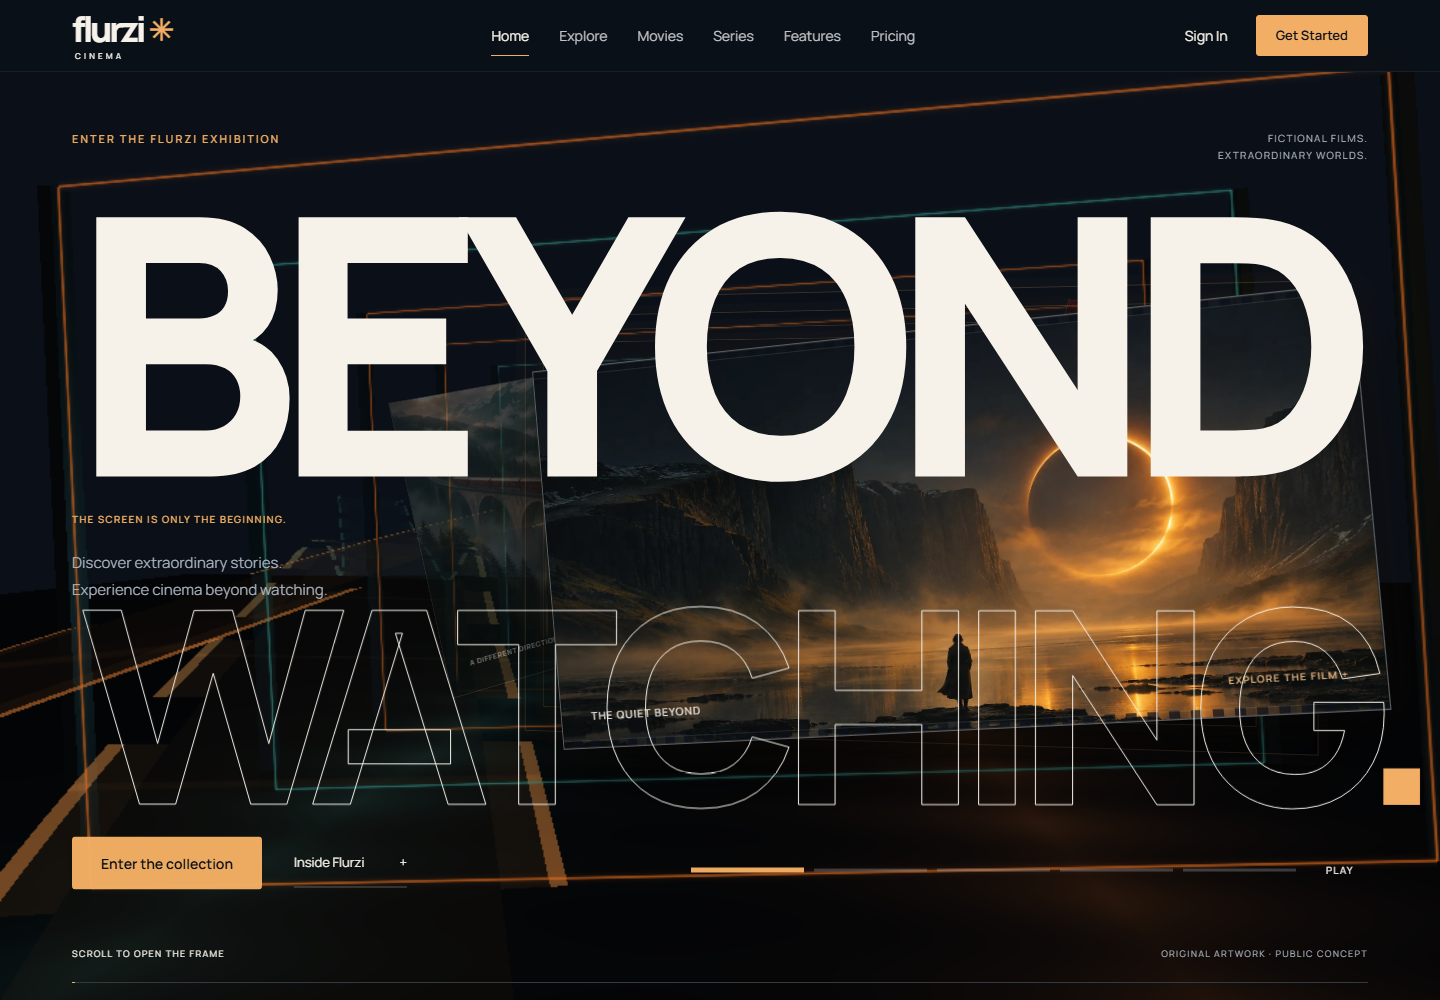 flurzi
CINEMA
Home
Explore
Movies
Series
Features
Pricing
Sign In
Get Started
ENTER THE FLURZI EXHIBITION
FICTIONAL FILMS.
EXTRAORDINARY WORLDS.
BEYOND
THE SCREEN IS ONLY THE BEGINNING.
Discover extraordinary stories.
Experience cinema beyond watching.
WATCHING.
A DIFFERENT DIRECTION
THE QUIET BEYOND
EXPLORE THE FILM +
Enter the collection
Inside Flurzi +
PLAY
SCROLL TO OPEN THE FRAME
ORIGINAL ARTWORK · PUBLIC CONCEPT